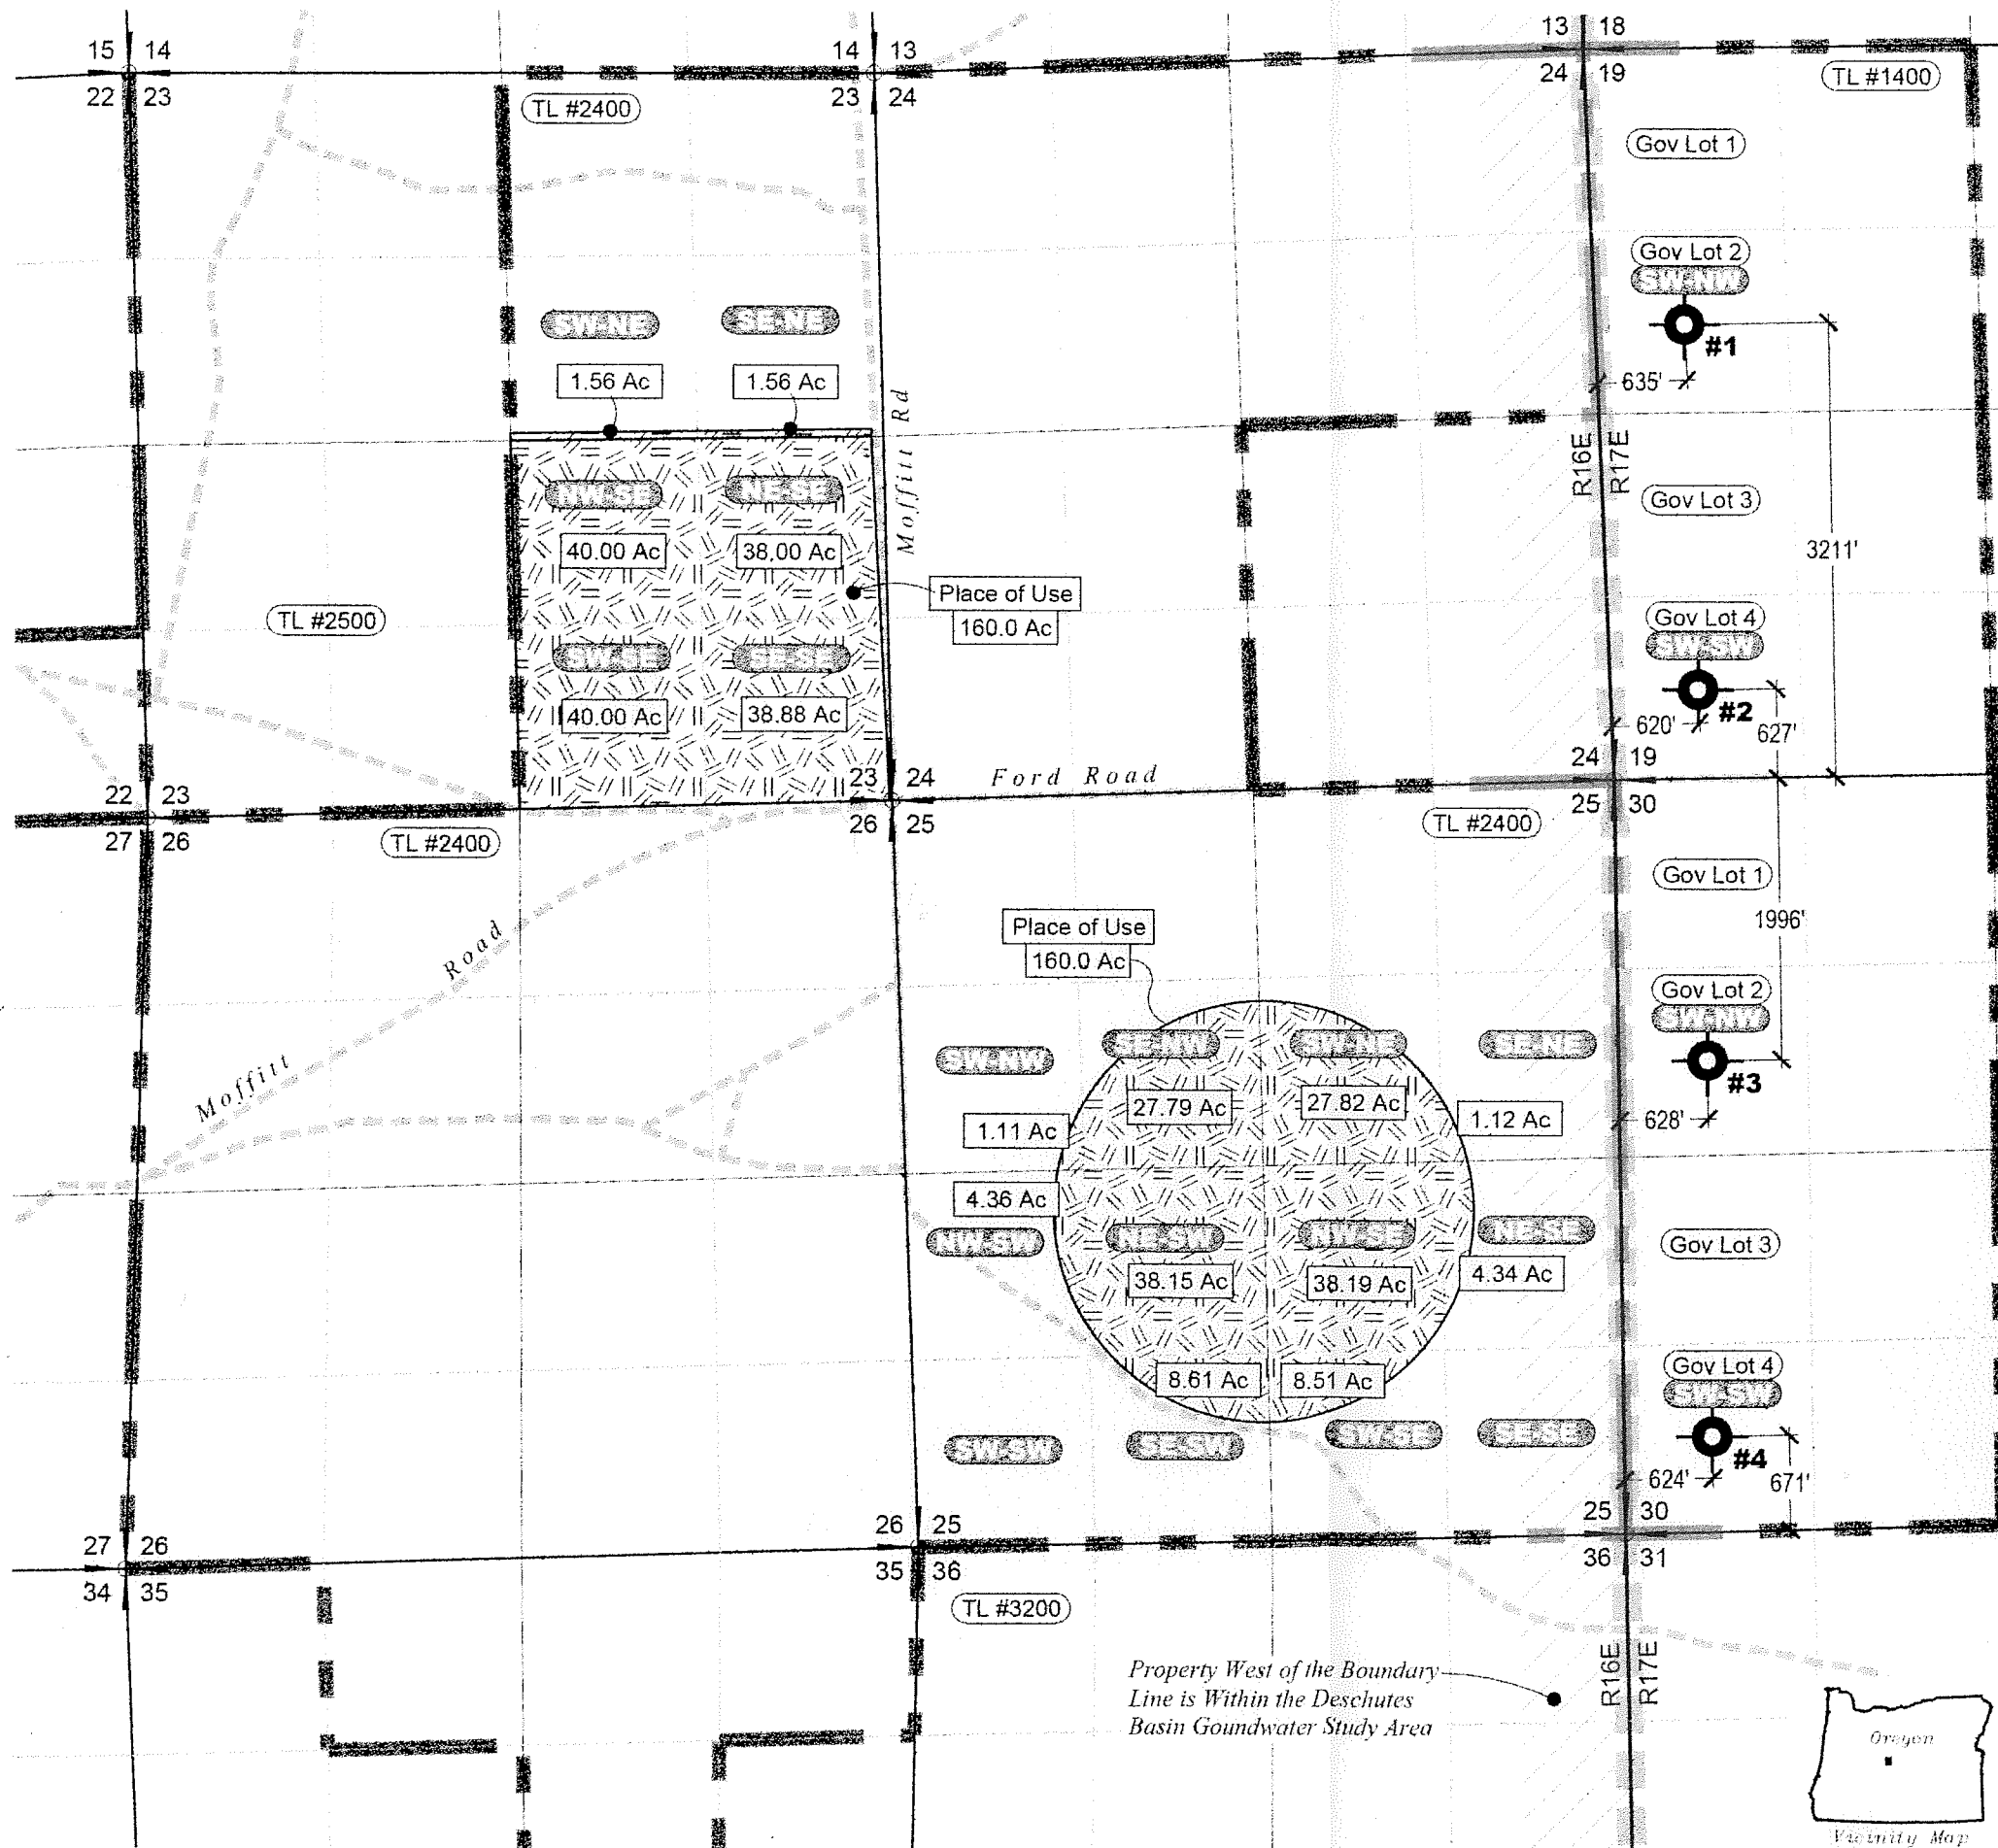 15 14
14 13
13 18
22 23
23 24
24 19
TL #2400
TL #1400
Gov Lot 1
Gov Lot 2
SW-NW
#1
635'
SW-NE
SE-NE
1.56 Ac
1.56 Ac
Moffitt Rd
R16E
R17E
NW-SE
NE-SE
Gov Lot 3
40.00 Ac
38.00 Ac
3211'
Place of Use
160.0 Ac
TL #2500
Gov Lot 4
SW-SW
SW-SE
SE-SE
40.00 Ac
38.88 Ac
#2
620'
627'
22 23
23 24
Ford Road
24 19
27 26
26 25
25 30
TL #2400
TL #2400
Gov Lot 1
1996'
Place of Use
160.0 Ac
Moffitt Road
Gov Lot 2
SW-NW
SW-NW
SE-NW
SW-NE
SE-NE
#3
27.79 Ac
27.82 Ac
1.11 Ac
1.12 Ac
628'
4.36 Ac
NW-SW
NE-SW
NW-SE
NE-SE
Gov Lot 3
38.15 Ac
38.19 Ac
4.34 Ac
8.61 Ac
8.51 Ac
Gov Lot 4
SW-SW
SW-SW
SE-SW
SW-SE
SE-SE
#4
624'
671'
27 26
26 25
25 30
34 35
35 36
36 31
TL #3200
Property West of the Boundary
Line is Within the Deschutes
Basin Goundwater Study Area
R16E
R17E
Oregon
Vicinity Map